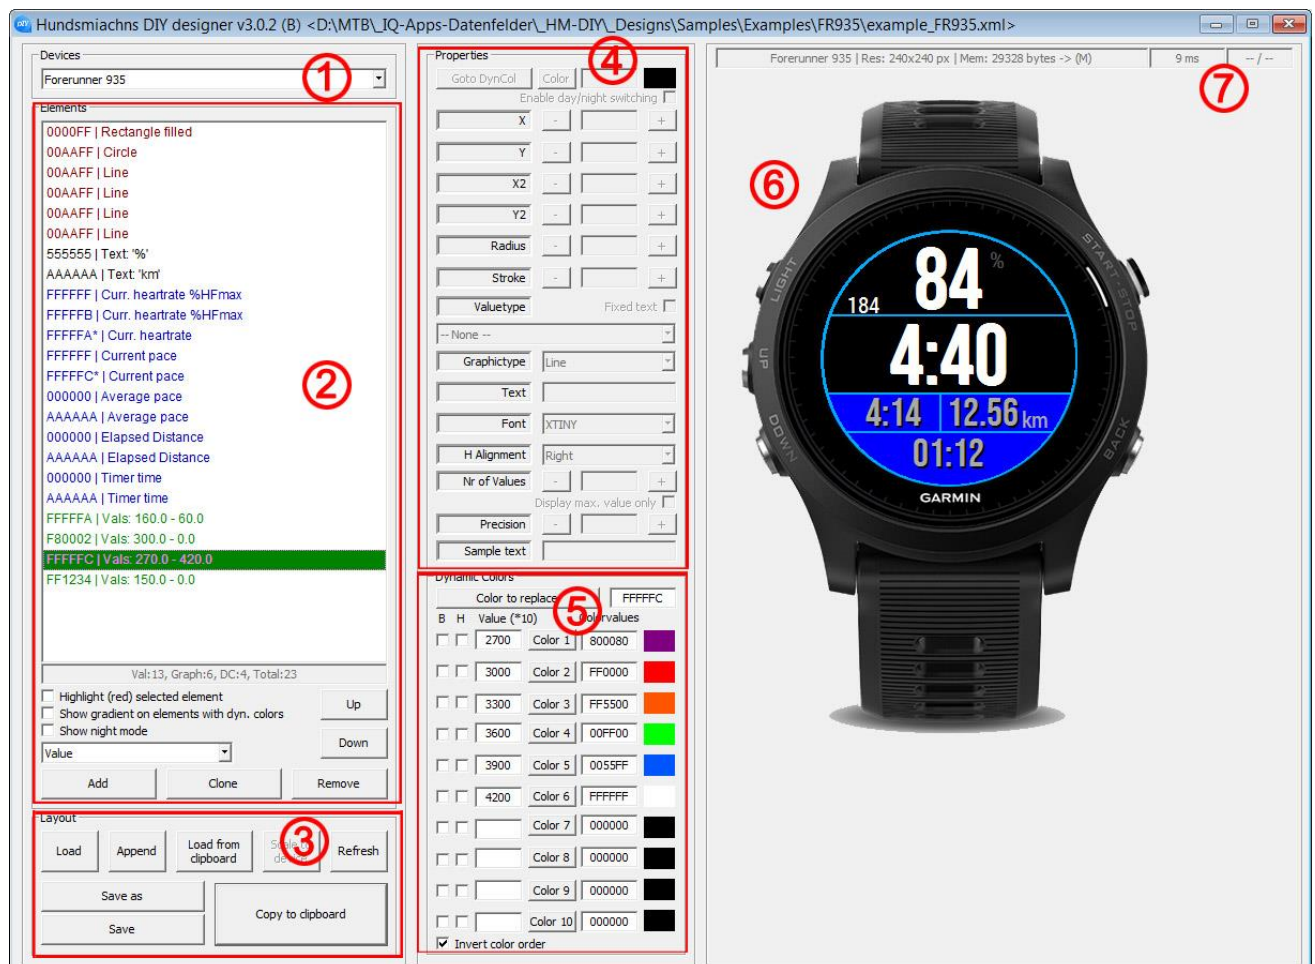 Hundsmiachns DIY designer v3.0.2 (B) <D:\MTB\_IQ-Apps-Datenfelder\_HM-DIY\_Designs\Samples\Examples\FR935\example_FR935.xml>
Devices
Forerunner 935
1
Elements
0000FF | Rectangle filled
00AAFF | Circle
00AAFF | Line
00AAFF | Line
00AAFF | Line
00AAFF | Line
555555 | Text: '%'
AAAAAA | Text: 'km'
FFFFFF | Curr. heartrate %HFmax
FFFFFB | Curr. heartrate %HFmax
FFFFFA* | Curr. heartrate
FFFFFF | Current pace
FFFFFC* | Current pace
000000 | Average pace
AAAAAA | Average pace
000000 | Elapsed Distance
AAAAAA | Elapsed Distance
000000 | Timer time
AAAAAA | Timer time
FFFFFA | Vals: 160.0 - 60.0
F80002 | Vals: 300.0 - 0.0
FFFFFC | Vals: 270.0 - 420.0
FF1234 | Vals: 150.0 - 0.0
2
Val:13, Graph:6, DC:4, Total:23
Highlight (red) selected element
Show gradient on elements with dyn. colors
Show night mode
Up
Down
Value
Add Clone Remove
Layout
Load Append Load from clipboard Scale to device Refresh
3
Save as
Save
Copy to clipboard
Properties
4
Goto DynCol Color
Enable day/night switching
X - +
Y - +
X2 - +
Y2 - +
Radius - +
Stroke - +
Valuetype Fixed text
-- None --
Graphictype Line
Text
Font XTINY
H Alignment Right
Nr of Values - +
Display max. value only
Precision - +
Sample text
Dynamic Colors
Color to replace FFFFFC
5
B H Value (*10) Colorvalues
2700 Color 1 800080
3000 Color 2 FF0000
3300 Color 3 FF5500
3600 Color 4 00FF00
3900 Color 5 0055FF
4200 Color 6 FFFFFF
Color 7 000000
Color 8 000000
Color 9 000000
Color 10 000000
Invert color order
Forerunner 935 | Res: 240x240 px | Mem: 29328 bytes -> (M) 9 ms -- / --
7
6
LIGHT
START·STOP
UP
DOWN
BACK
84 %
184
4:40
4:14 12.56 km
01:12
GARMIN